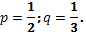 p = 1/2; q = 1/3.